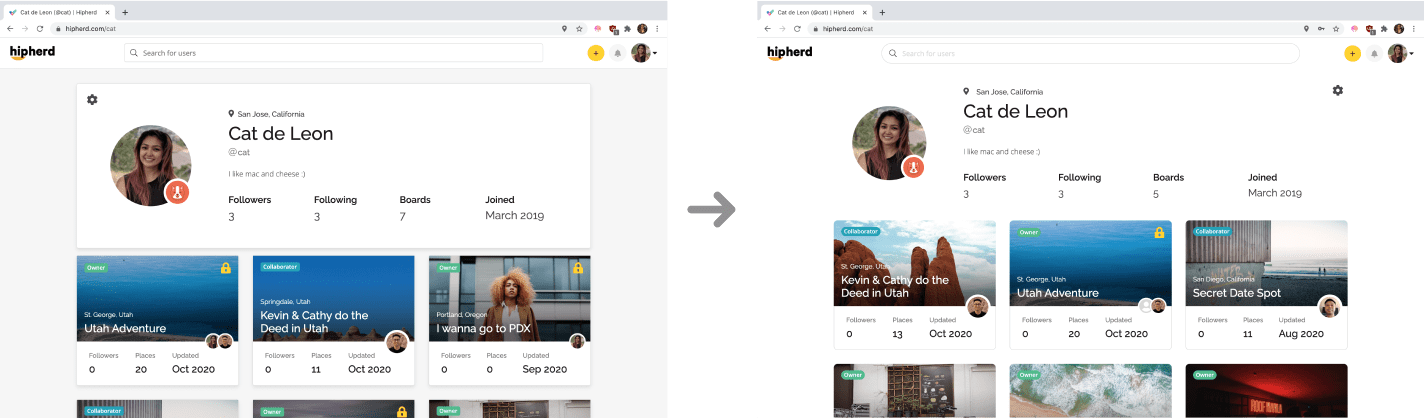 Cat de Leon (@cat) | Hipherd
hipherd.com/cat
hipherd
Search for users
San Jose, California
Cat de Leon
@cat
I like mac and cheese :)
Followers Following Boards Joined
3 3 7 March 2019
Owner
St. George, Utah
Utah Adventure
Followers Places Updated
0 20 Oct 2020
Collaborator
Springdale, Utah
Kevin & Cathy do the
Deed in Utah
Followers Places Updated
0 11 Oct 2020
Owner
Portland, Oregon
I wanna go to PDX
Followers Places Updated
0 0 Sep 2020
Collaborator
Owner
Owner
Cat de Leon (@cat) | Hipherd
hipherd.com/cat
hipherd
Search for users
San Jose, California
Cat de Leon
@cat
I like mac and cheese :)
Followers Following Boards Joined
3 3 5 March 2019
Collaborator
St. George, Utah
Kevin & Cathy do the
Deed in Utah
Followers Places Updated
0 13 Oct 2020
Owner
St. George, Utah
Utah Adventure
Followers Places Updated
0 20 Oct 2020
Collaborator
San Diego, California
Secret Date Spot
Followers Places Updated
0 11 Aug 2020
Owner
Owner
Owner
ROOF-MANILA